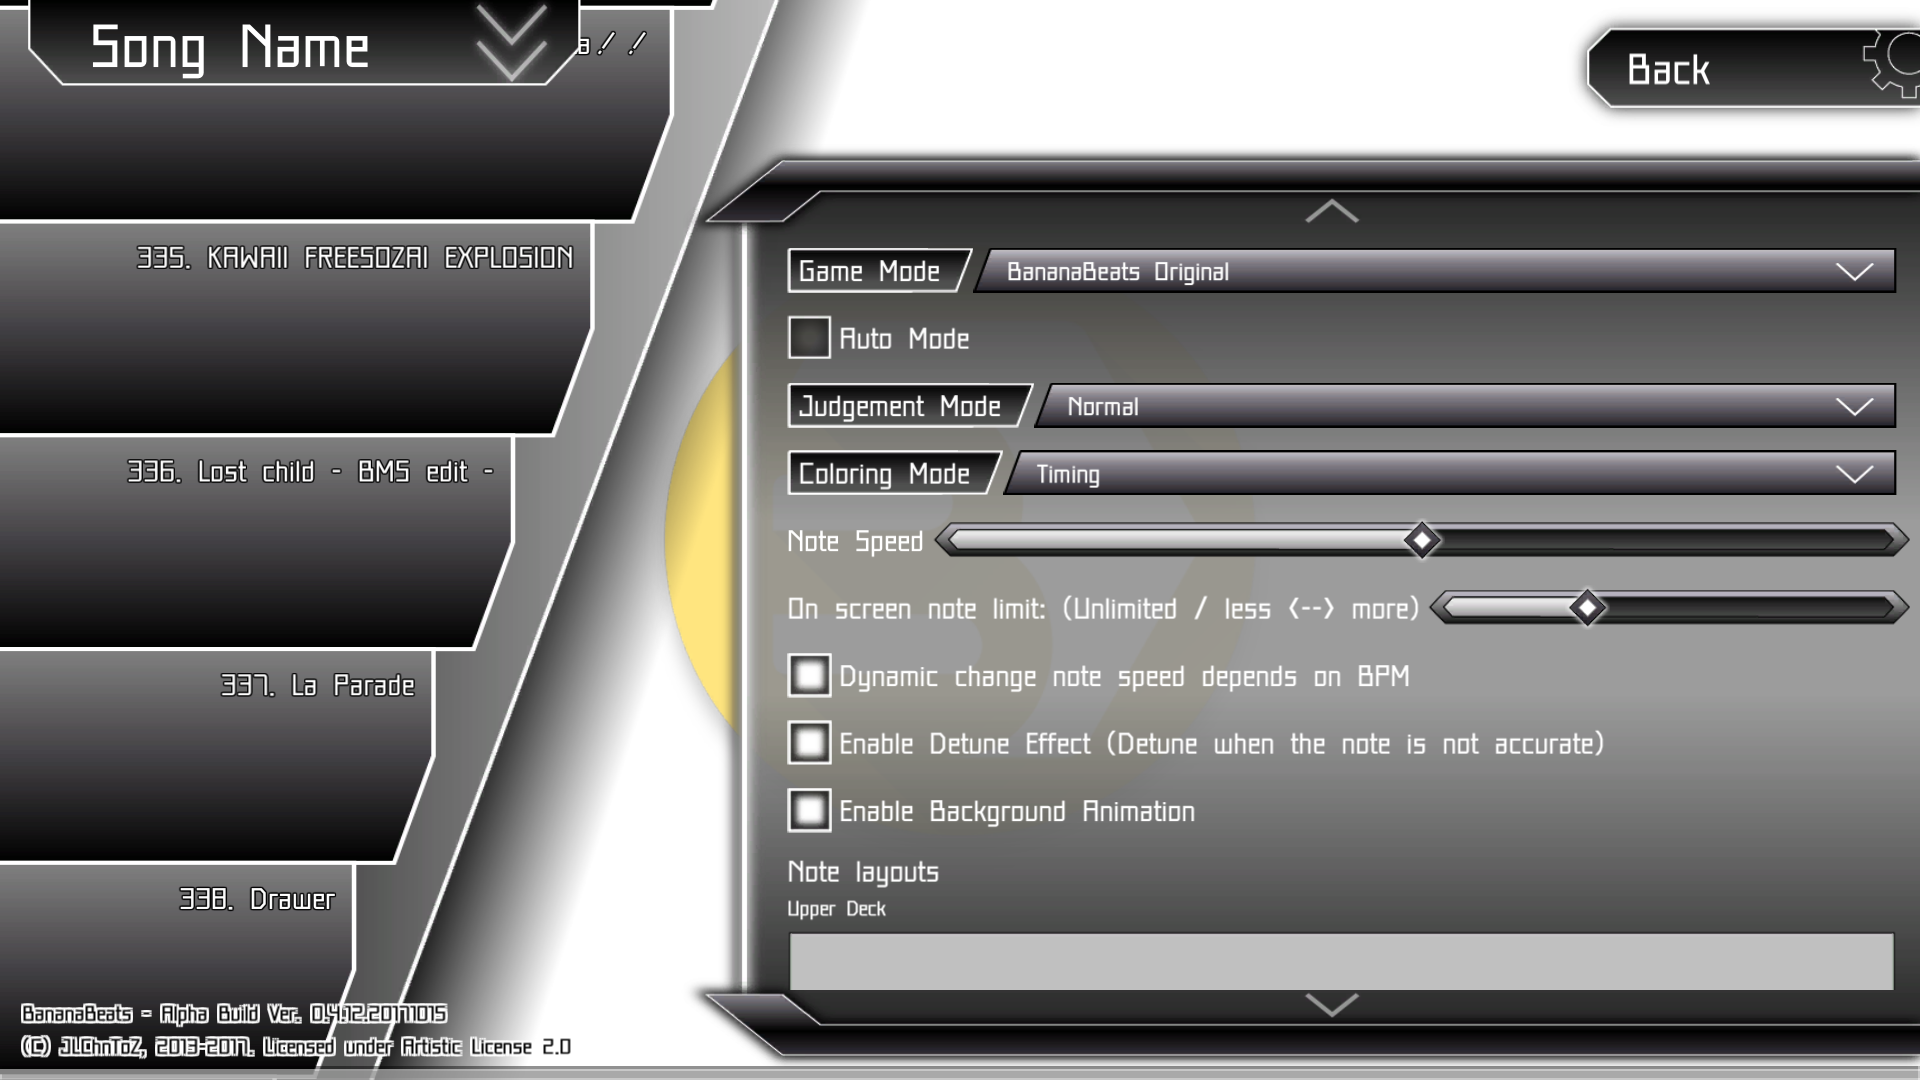 Song Name
a!!
Back
335. KAWAII FREESOZAI EXPLOSION
336. Lost child - BMS edit -
337. La Parade
338. Drawer
Game Mode
BananaBeats Original
Auto Mode
Judgement Mode
Normal
Coloring Mode
Timing
Note Speed
On screen note limit: (Unlimited / less <--> more)
Dynamic change note speed depends on BPM
Enable Detune Effect (Detune when the note is not accurate)
Enable Background Animation
Note layouts
Upper Deck
BananaBeats - Alpha Build Ver. 0.4.12.20171015
(C) JLChnToZ, 2013-2017. Licensed under Artistic License 2.0